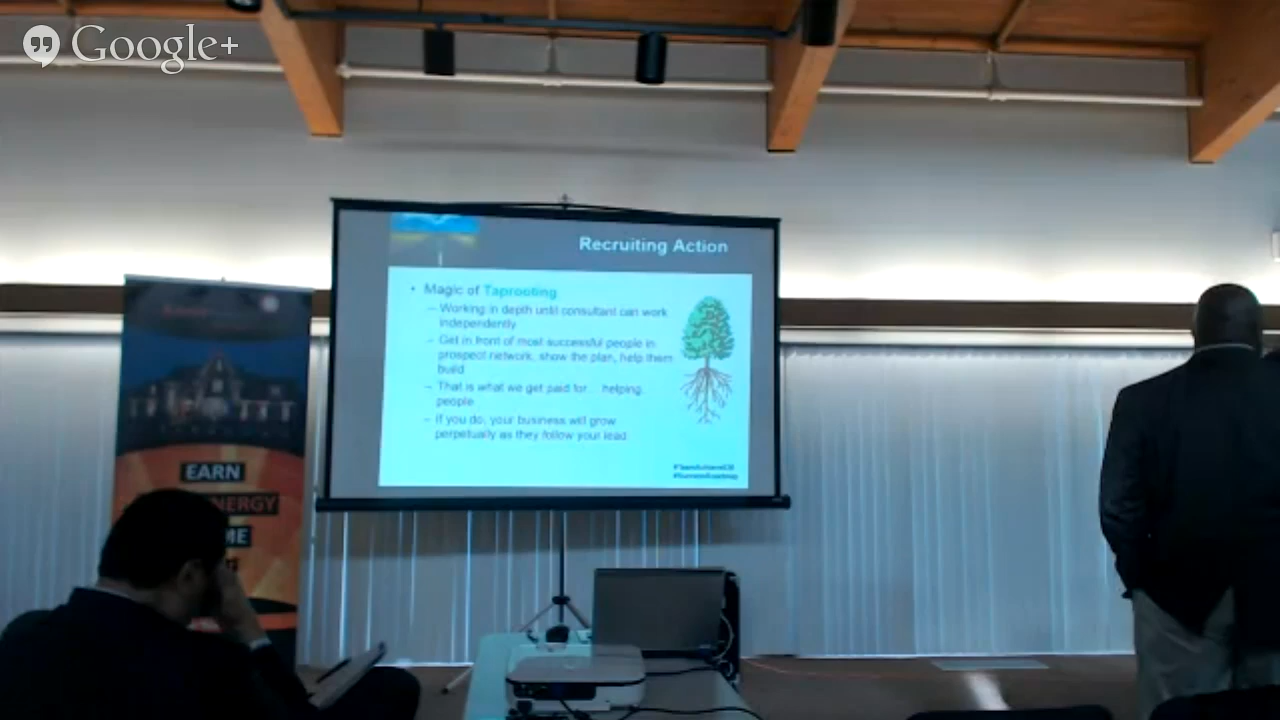 Google+
Recruiting Action
• Magic of Taprooting
– Working in depth until consultant can work
independently
– Get in front of most successful people in
prospect network, show the plan, help them
build
– That is what we get paid for... helping
people
– If you do, your business will grow
perpetually as they follow your lead
EARN
NERGY
ME